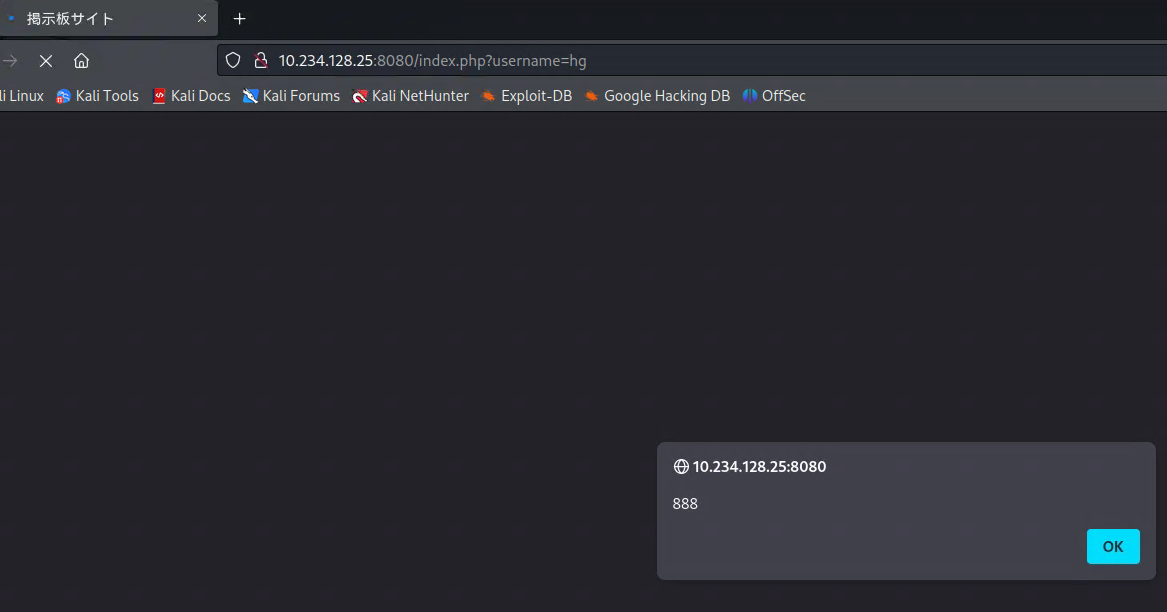 掲示板サイト
10.234.128.25:8080/index.php?username=hg
li Linux Kali Tools Kali Docs Kali Forums Kali NetHunter Exploit-DB Google Hacking DB OffSec
10.234.128.25:8080
888
OK